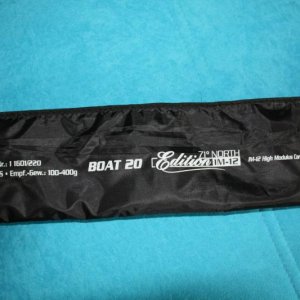 r.: 1 1501/220
BOAT 20
71° NORTH
Edition IM-12
IM-12 High Modulus Car
5 • Empf.-Gew.: 100-400g